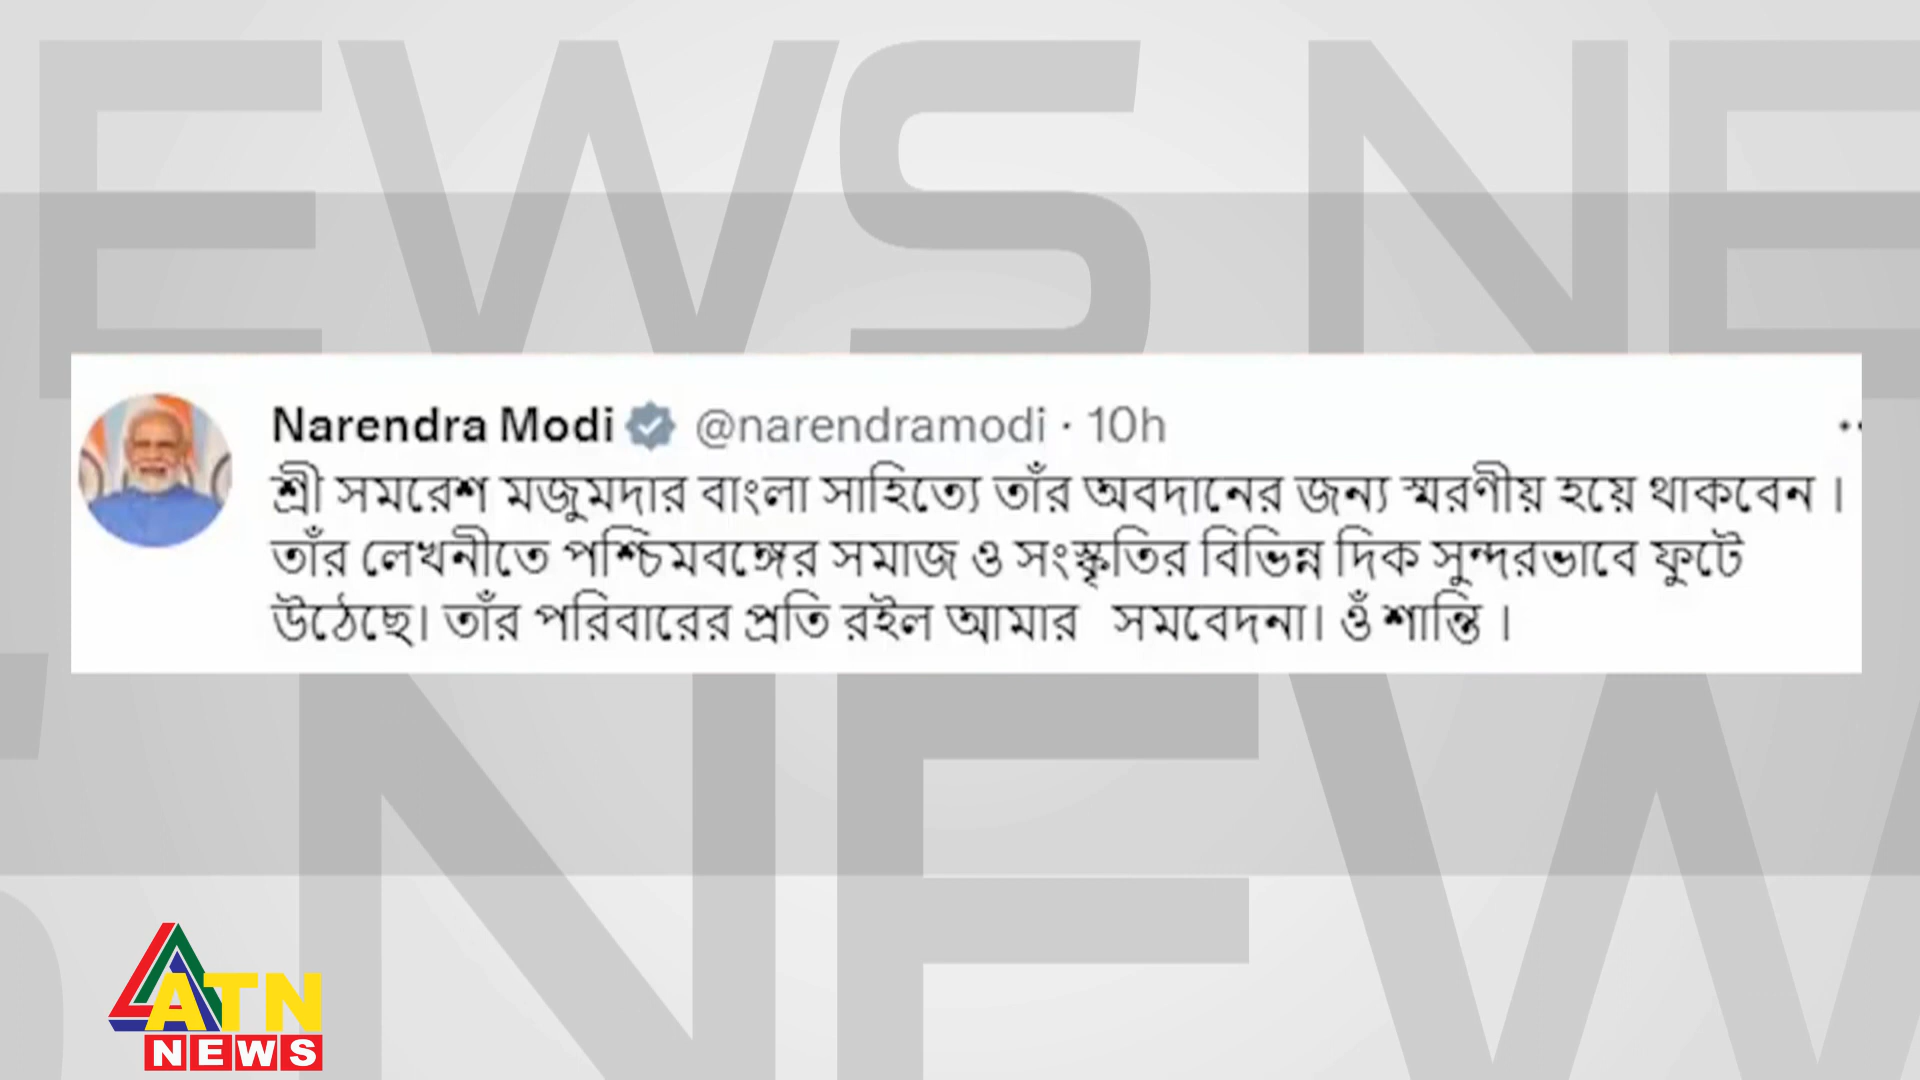 EWS NE
Narendra Modi @narendramodi · 10h
শ্রী সমরেশ মজুমদার বাংলা সাহিত্যে তাঁর অবদানের জন্য স্মরণীয় হয়ে থাকবেন ।
তাঁর লেখনীতে পশ্চিমবঙ্গের সমাজ ও সংস্কৃতির বিভিন্ন দিক সুন্দরভাবে ফুটে
উঠেছে। তাঁর পরিবারের প্রতি রইল আমার সমবেদনা। ওঁ শান্তি ।
S NEW
ATN
NEWS